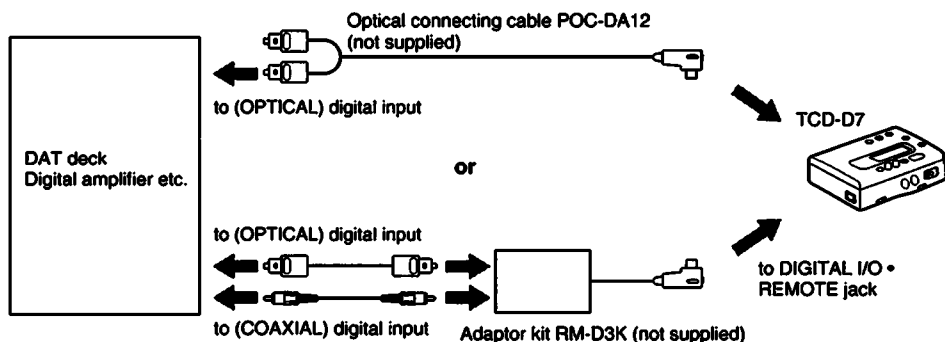 Optical connecting cable POC-DA12
(not supplied)
to (OPTICAL) digital input
TCD-D7
DAT deck
Digital amplifier etc.
or
to (OPTICAL) digital input
to DIGITAL I/O •
REMOTE jack
to (COAXIAL) digital input
Adaptor kit RM-D3K (not supplied)